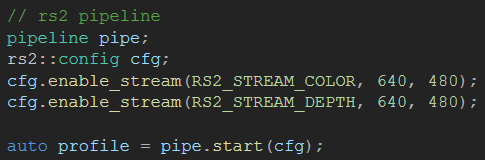 // rs2 pipeline
pipeline pipe;
rs2::config cfg;
cfg.enable_stream(RS2_STREAM_COLOR, 640, 480);
cfg.enable_stream(RS2_STREAM_DEPTH, 640, 480);
auto profile = pipe.start(cfg);